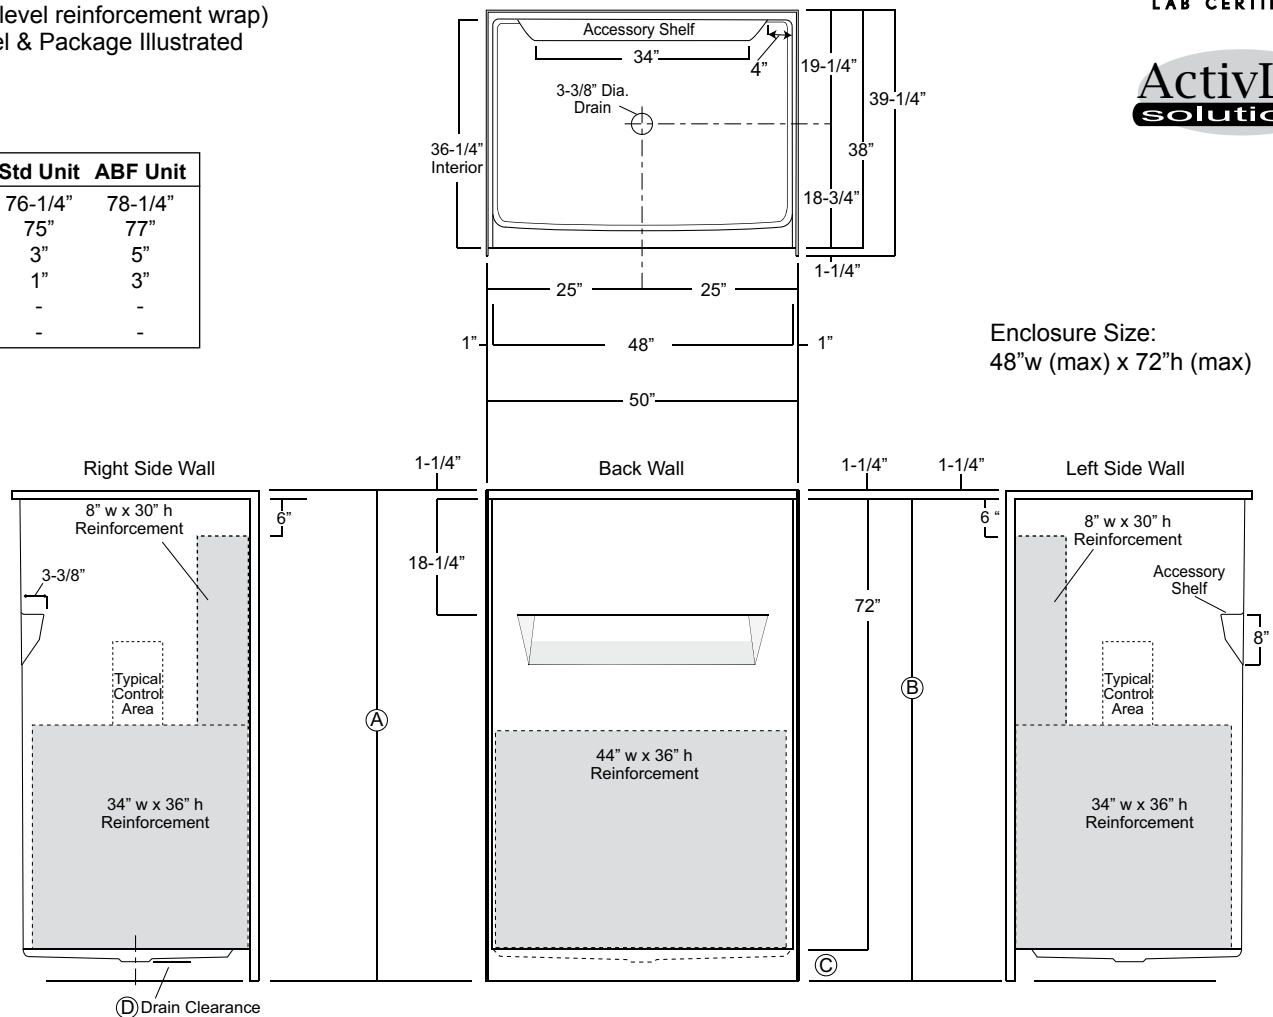 level reinforcement wrap)
& Package Illustrated
LAB
solutio
Std Unit ABF Unit
76-1/4” 78-1/4”
75” 77”
3” 5”
1” 3”
- -
- -
Accessory Shelf
34”
4”
3-3/8” Dia.
Drain
19-1/4”
39-1/4”
36-1/4”
Interior
38”
18-3/4”
1-1/4”
25” 25”
1” 48” 1”
50”
Enclosure Size:
48”w (max) x 72”h (max)
Right Side Wall
8” w x 30” h
Reinforcement
6”
3-3/8”
Typical
Control
Area
34” w x 36” h
Reinforcement
D Drain Clearance
1-1/4”
18-1/4”
A
Back Wall
44” w x 36” h
Reinforcement
1-1/4” 1-1/4”
72”
B
C
Left Side Wall
6 “
8” w x 30” h
Reinforcement
Accessory
Shelf
8”
Typical
Control
Area
34” w x 36” h
Reinforcement